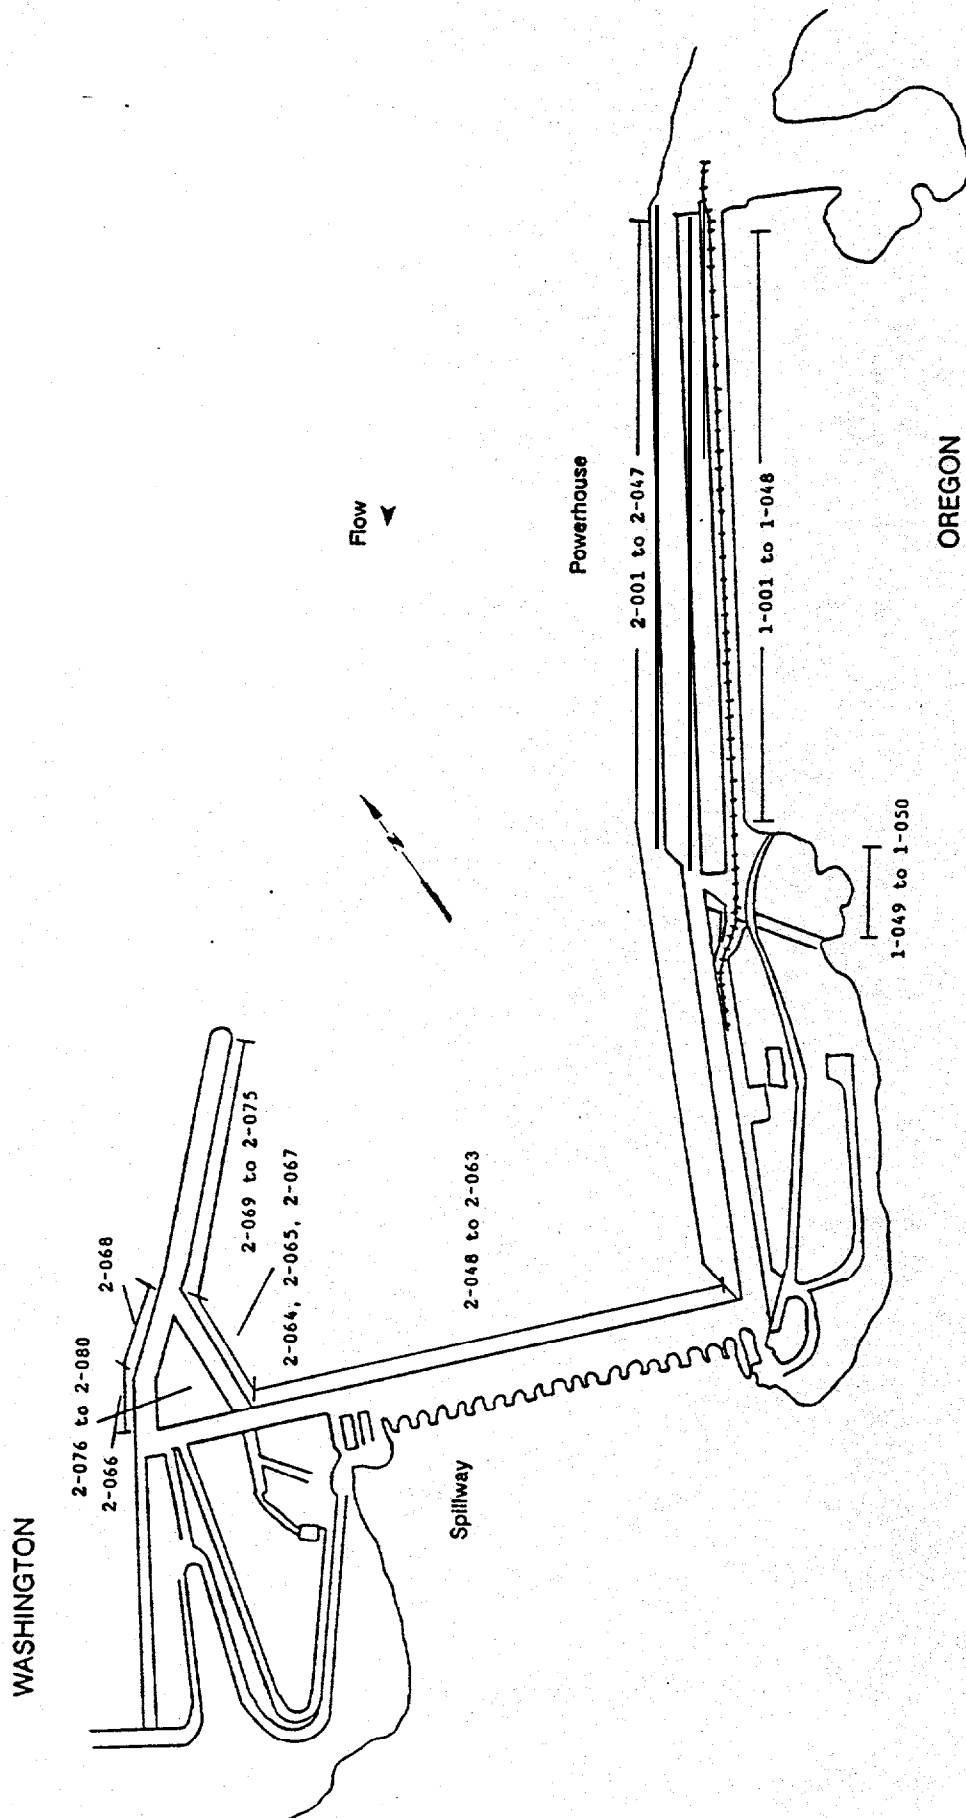 WASHINGTON
2-066
2-076 to 2-080
2-068
2-069 to 2-075
2-064, 2-065, 2-067
Flow
N
Spillway
2-048 to 2-063
Powerhouse
2-001 to 2-047
1-001 to 1-048
1-049 to 1-050
OREGON